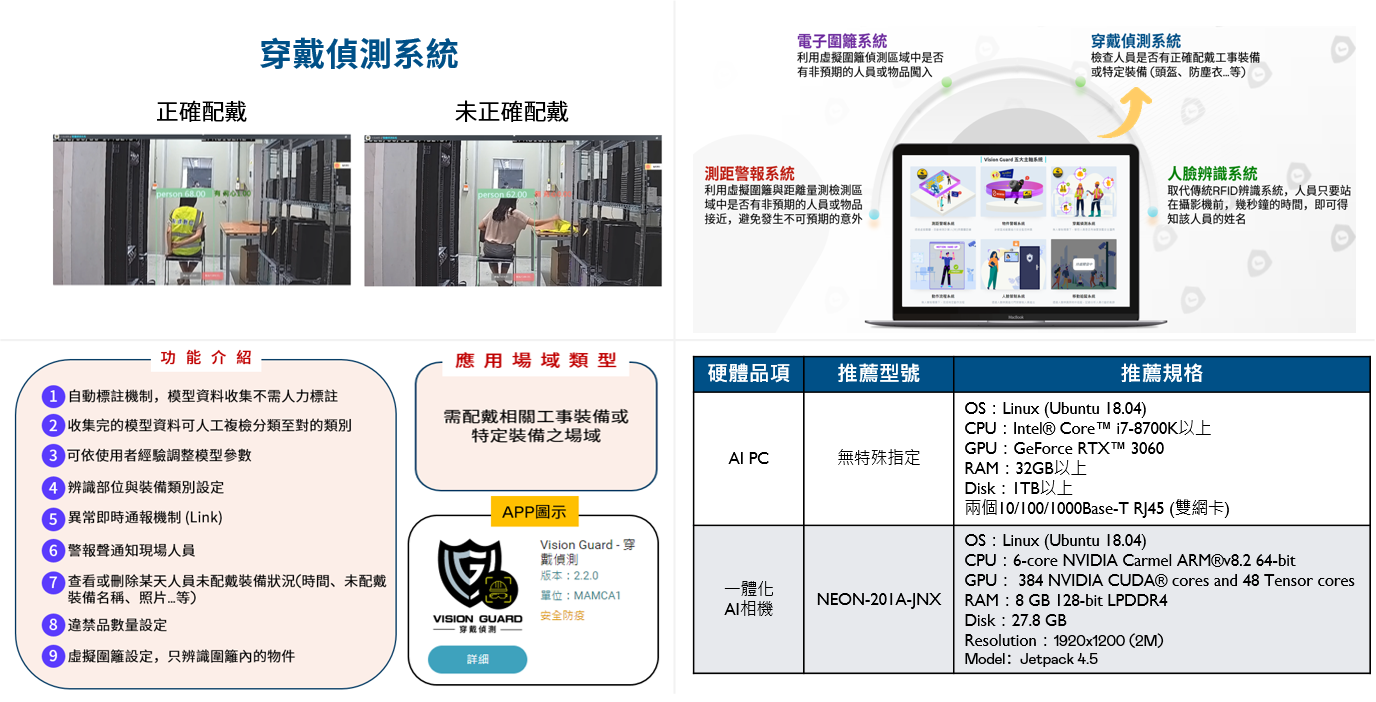 穿戴偵測系統
正確配戴
未正確配戴
person 68.00
person 62.00
電子圍籬系統
利用虛擬圍籬偵測區域中是否
有非預期的人員或物品闖入
穿戴偵測系統
檢查人員是否有正確配戴工事裝備
或特定裝備 (頭盔、防塵衣...等)
測距警報系統
利用虛擬圍籬與距離量測檢測區
域中是否有非預期的人員或物品
接近，避免發生不可預期的意外
人臉辨識系統
取代傳統RFID辨識系統，人員只要站
在攝影機前，幾秒鐘的時間，即可得
知該人員的姓名
Vision Guard 五大主軸系統
測距警報系統
穿戴偵測系統
人臉辨識系統
MacBook
功能介紹
1 自動標註機制，模型資料收集不需人力標註
2 收集完的模型資料可人工複檢分類至對的類別
3 可依使用者經驗調整模型參數
4 辨識部位與裝備類別設定
5 異常即時通報機制 (Link)
6 警報聲通知現場人員
7 查看或刪除某天人員未配戴裝備狀況(時間、未配戴
裝備名稱、照片...等)
8 違禁品數量設定
9 虛擬圍籬設定，只辨識圍籬內的物件
應用場域類型
需配戴相關工事裝備或
特定裝備之場域
APP圖示
VISION GUARD
穿戴偵測
Vision Guard - 穿
戴偵測
版本：2.2.0
單位：MAMCA1
安全防疫
詳細
硬體品項 推薦型號 推薦規格
AI PC
無特殊指定
OS：Linux (Ubuntu 18.04)
CPU：Intel® Core™ i7-8700K以上
GPU：GeForce RTX™ 3060
RAM：32GB以上
Disk：1TB以上
兩個10/100/1000Base-T RJ45 (雙網卡)
一體化
AI相機
NEON-201A-JNX
OS：Linux (Ubuntu 18.04)
CPU：6-core NVIDIA Carmel ARM®v8.2 64-bit
GPU： 384 NVIDIA CUDA® cores and 48 Tensor cores
RAM：8 GB 128-bit LPDDR4
Disk：27.8 GB
Resolution：1920x1200 (2M)
Model：Jetpack 4.5